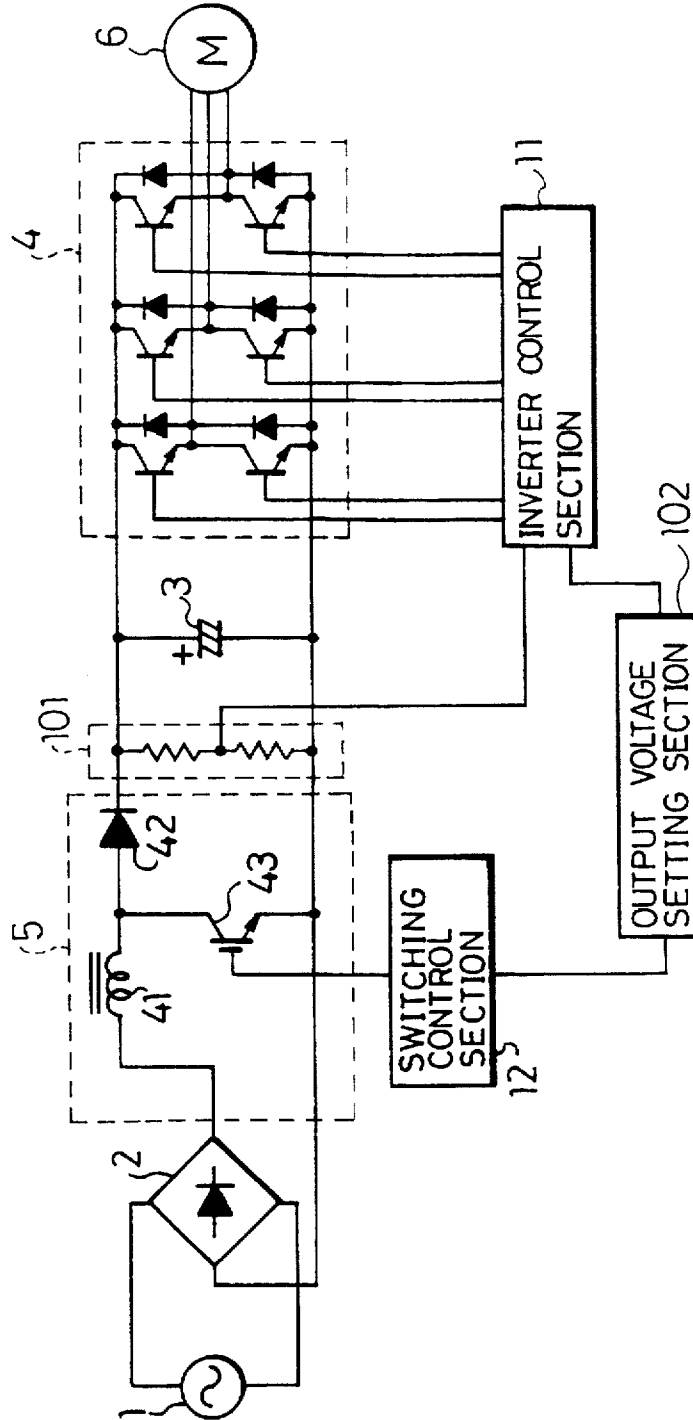 1
2
5
41
42
43
101
3
+
4
6
M
SWITCHING
CONTROL
SECTION
12
INVERTER CONTROL
SECTION
11
OUTPUT VOLTAGE
SETTING SECTION
102